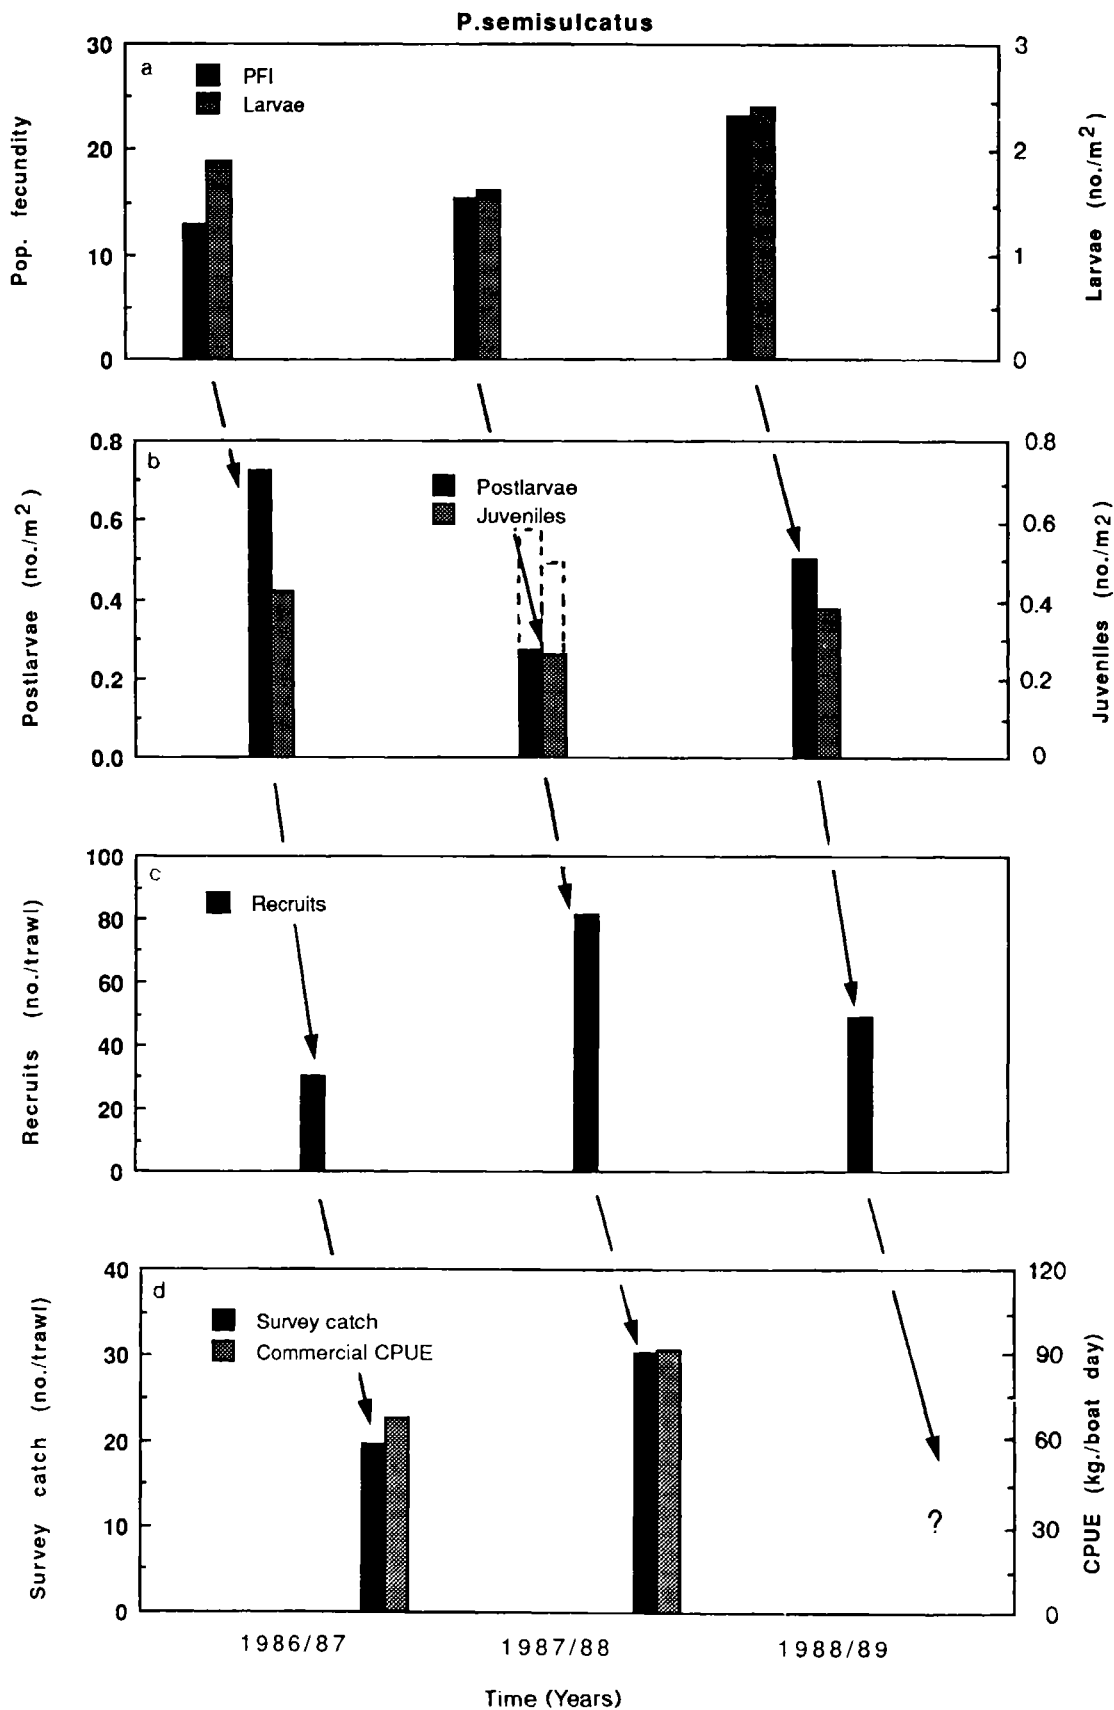 P.semisulcatus
a
PFI
Larvae
30
20
10
0
Pop. fecundity
3
2
1
0
Larvae (no./m²)
b
Postlarvae
Juveniles
0.8
0.6
0.4
0.2
0.0
Postlarvae (no./m²)
0.8
0.6
0.4
0.2
0
Juveniles (no./m2)
c
Recruits
100
80
60
40
20
0
Recruits (no./trawl)
d
Survey catch
Commercial CPUE
40
30
20
10
0
Survey catch (no./trawl)
120
90
60
30
0
CPUE (kg./boat day)
?
1986/87 1987/88 1988/89
Time (Years)